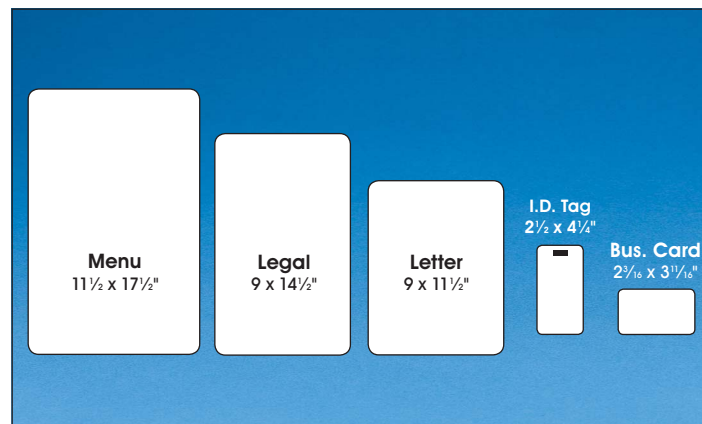 Menu
11½ x 17½"
Legal
9 x 14½"
Letter
9 x 11½"
I.D. Tag
2½ x 4¼"
Bus. Card
2³⁄₁₆ x 3¹¹⁄₁₆"